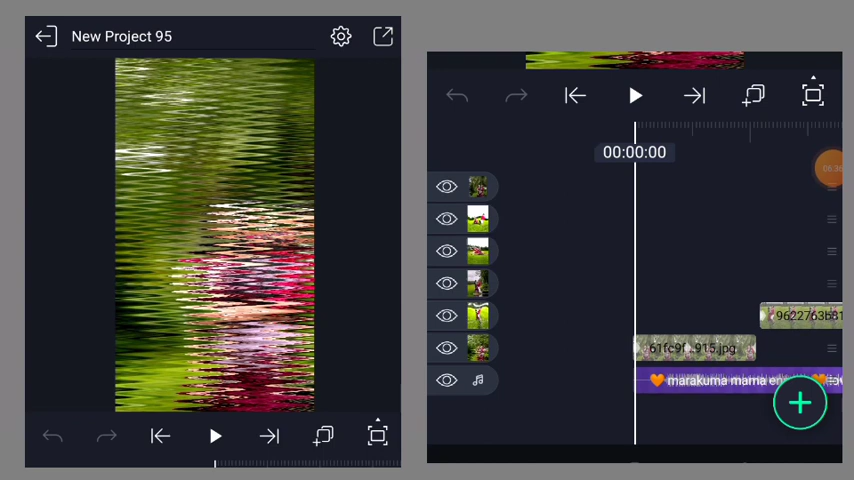 New Project 95
00:00:00
9622763b81
61fc9f
915.jpg
🧡 marakuma mama en